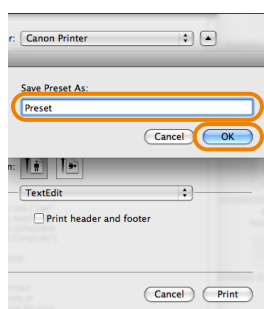 r: Canon Printer
Save Preset As:
Preset
Cancel OK
n:
TextEdit
Print header and footer
Cancel Print